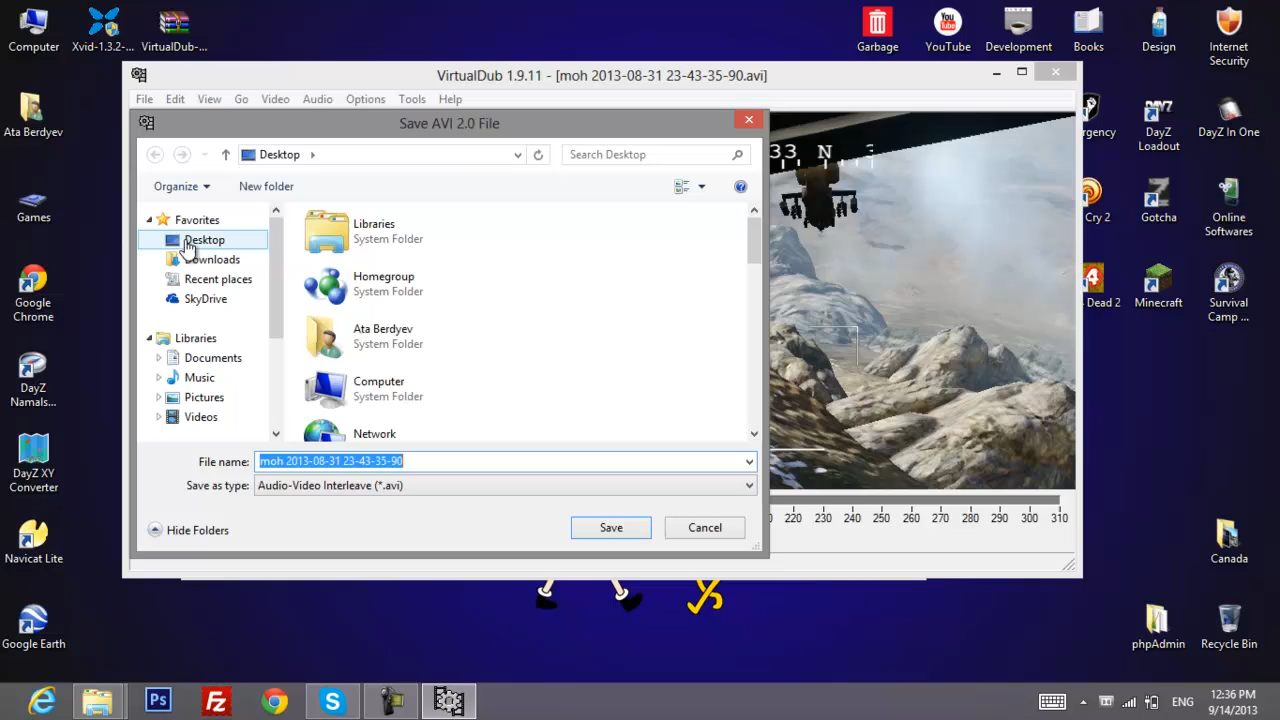 Computer
Xvid-1.3.2-...
VirtualDub-...
Garbage
You
Tube
YouTube
Development
Books
Design
Internet
Security
VirtualDub 1.9.11 - [moh 2013-08-31 23-43-35-90.avi]
File Edit View Go Video Audio Options Tools Help
Save AVI 2.0 File
Desktop
Search Desktop
Organize
New folder
Favorites
Desktop
Downloads
Recent places
SkyDrive
Libraries
Documents
Music
Pictures
Videos
Libraries
System Folder
Homegroup
System Folder
Ata Berdyev
System Folder
Computer
System Folder
Network
File name: moh 2013-08-31 23-43-35-90
Save as type: Audio-Video Interleave (*.avi)
Hide Folders
Save
Cancel
33 N
220 230 240 250 260 270 280 290 300 310
Ata Berdyev
Games
Google
Chrome
DayZ
Namals...
DayZ XY
Converter
Navicat Lite
Google Earth
rgency
DayZ
Loadout
DayZ In One
Cry 2
Gotcha
Online
Softwares
Dead 2
Minecraft
Survival
Camp ...
Canada
phpAdmin
Recycle Bin
Ps
Fz
ENG
12:36 PM
9/14/2013